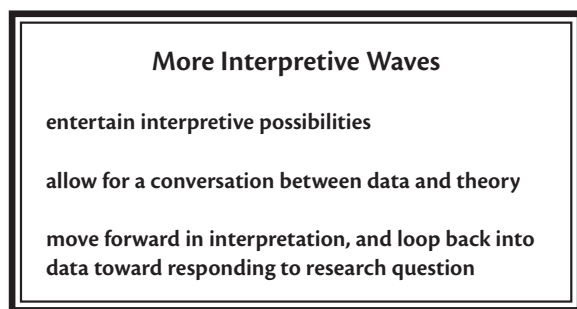 More Interpretive Waves
entertain interpretive possibilities
allow for a conversation between data and theory
move forward in interpretation, and loop back into
data toward responding to research question